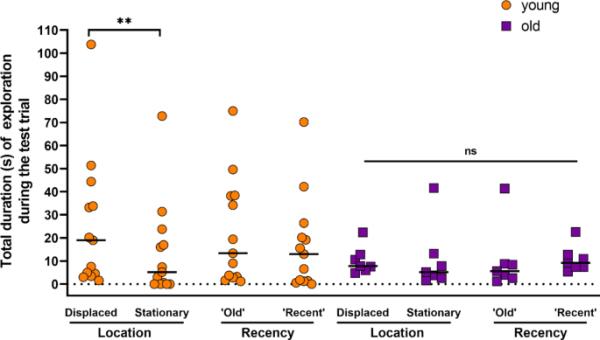 young
old
**
ns
Total duration (s) of exploration
during the test trial
110
100
90
80
70
60
50
40
30
20
10
0
Displaced Stationary 'Old' 'Recent' Displaced Stationary 'Old' 'Recent'
Location Recency Location Recency